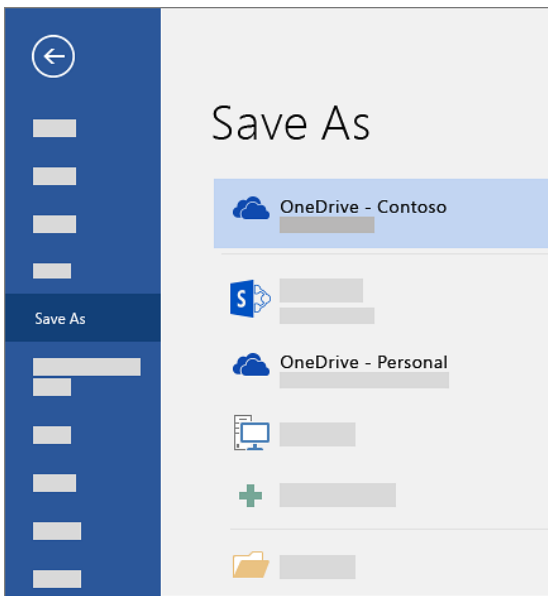 Save As
OneDrive - Contoso
S
Save As
OneDrive - Personal